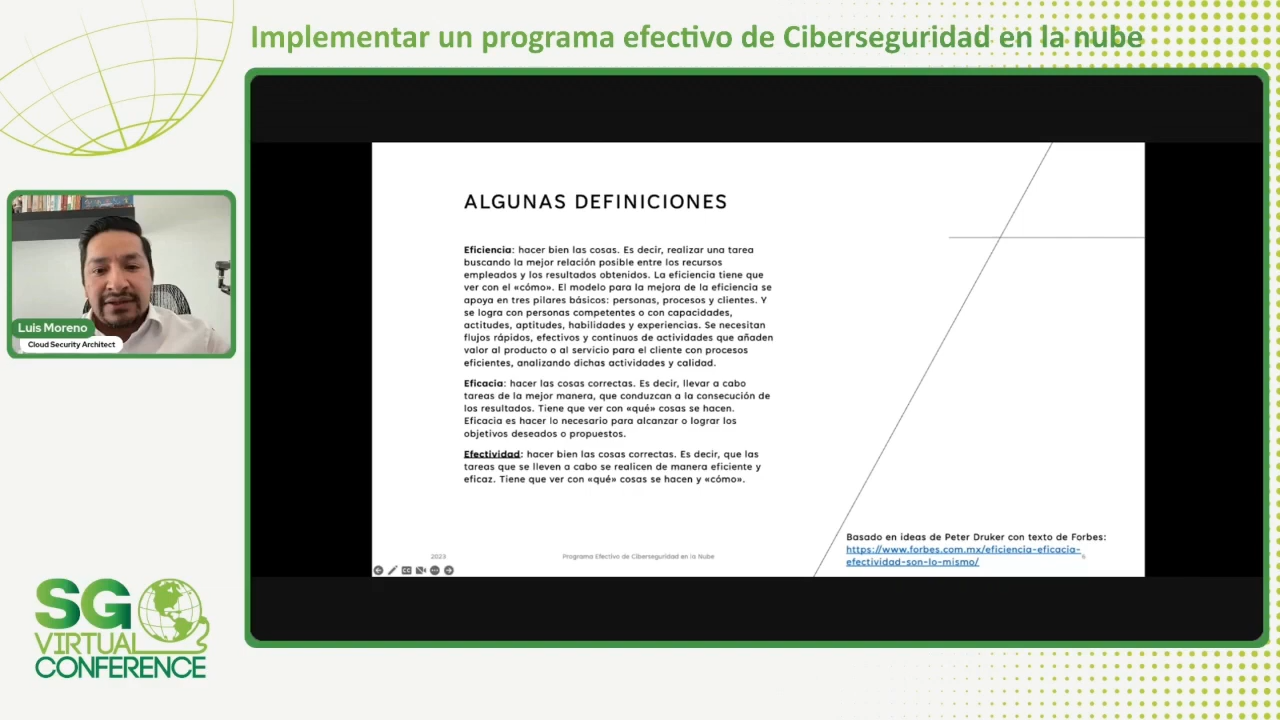 Implementar un programa efectivo de Ciberseguridad en la nube
ALGUNAS DEFINICIONES
Eficiencia: hacer bien las cosas. Es decir, realizar una tarea
buscando la mejor relación posible entre los recursos
empleados y los resultados obtenidos. La eficiencia tiene que
ver con el «cómo». El modelo para la mejora de la eficiencia se
apoya en tres pilares básicos: personas, procesos y clientes. Y
se logra con personas competentes o con capacidades,
actitudes, aptitudes, habilidades y experiencias. Se necesitan
flujos rápidos, efectivos y continuos de actividades que añaden
valor al producto o al servicio para el cliente con procesos
eficientes, analizando dichas actividades y calidad.
Eficacia: hacer las cosas correctas. Es decir, llevar a cabo
tareas de la mejor manera, que conduzcan a la consecución de
los resultados. Tiene que ver con «qué» cosas se hacen.
Eficacia es hacer lo necesario para alcanzar o lograr los
objetivos deseados o propuestos.
Efectividad: hacer bien las cosas correctas. Es decir, que las
tareas que se lleven a cabo se realicen de manera eficiente y
eficaz. Tiene que ver con «qué» cosas se hacen y «cómo».
Basado en ideas de Peter Druker con texto de Forbes:
https://www.forbes.com.mx/eficiencia-eficacia-
efectividad-son-lo-mismo/
2023
Programa Efectivo de Ciberseguridad en la Nube
6
Luis Moreno
Cloud Security Architect
SG
VIRTUAL
CONFERENCE